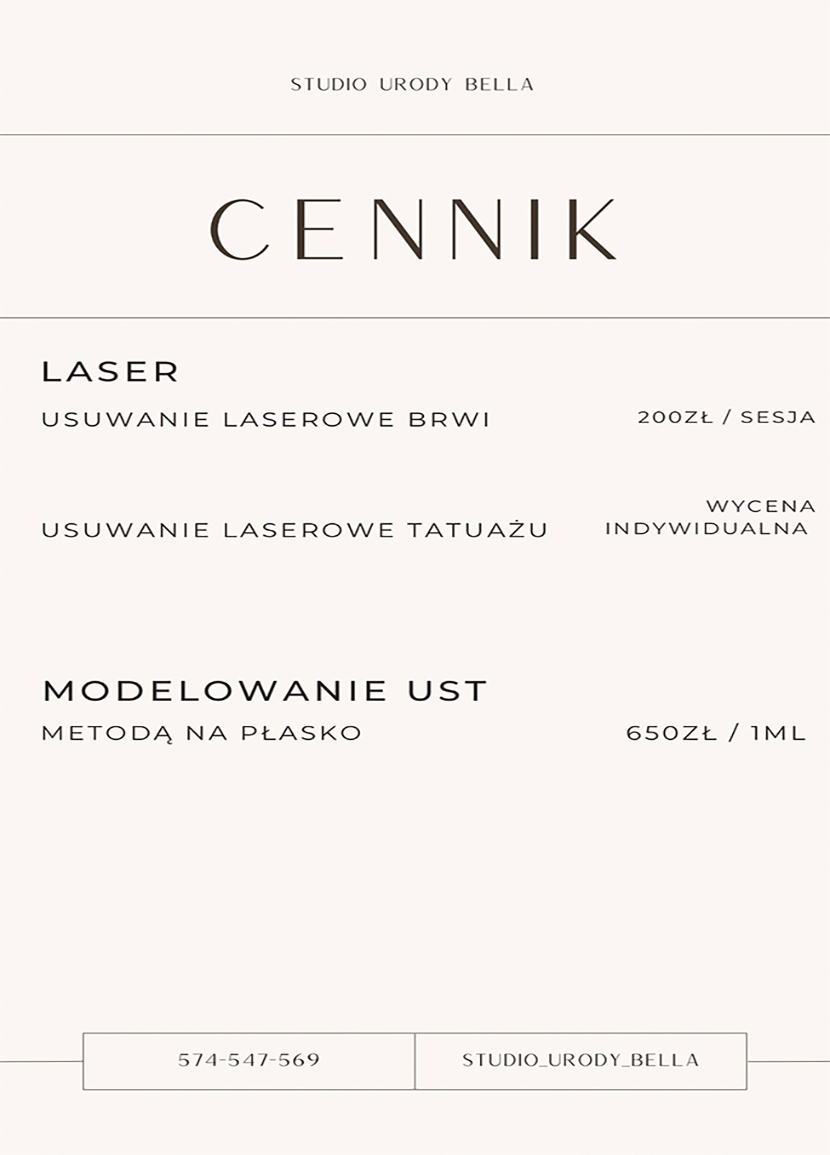 STUDIO URODY BELLA
CENNIK
LASER
USUWANIE LASEROWE BRWI 200ZŁ / SESJA
USUWANIE LASEROWE TATUAŻU WYCENA
INDYWIDUALNA
MODELOWANIE UST
METODĄ NA PŁASKO 650ZŁ / 1ML
574-547-569 STUDIO_URODY_BELLA